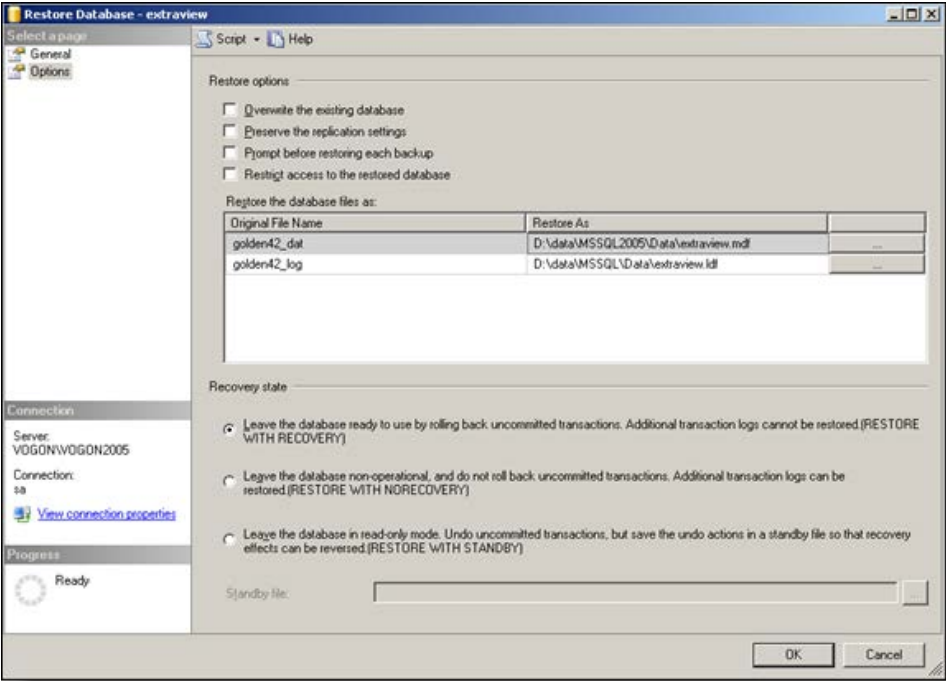 Restore Database - extraview
Select a page
General
Options
Script Help
Restore options
Overwrite the existing database
Preserve the replication settings
Prompt before restoring each backup
Restrict access to the restored database
Restore the database files as:
Original File Name Restore As
golden42_dat D:\data\MSSQL2005\Data\extraview.mdf ...
golden42_log D:\data\MSSQL\Data\extraview.ldf ...
Recovery state
Leave the database ready to use by rolling back uncommitted transactions. Additional transaction logs cannot be restored.(RESTORE
WITH RECOVERY)
Leave the database non-operational, and do not roll back uncommitted transactions. Additional transaction logs can be
restored.(RESTORE WITH NORECOVERY)
Leave the database in read-only mode. Undo uncommitted transactions, but save the undo actions in a standby file so that recovery
effects can be reversed.(RESTORE WITH STANDBY)
Standby file: ...
Connection
Server:
VOGON\VOGON2005
Connection:
sa
View connection properties
Progress
Ready
OK Cancel